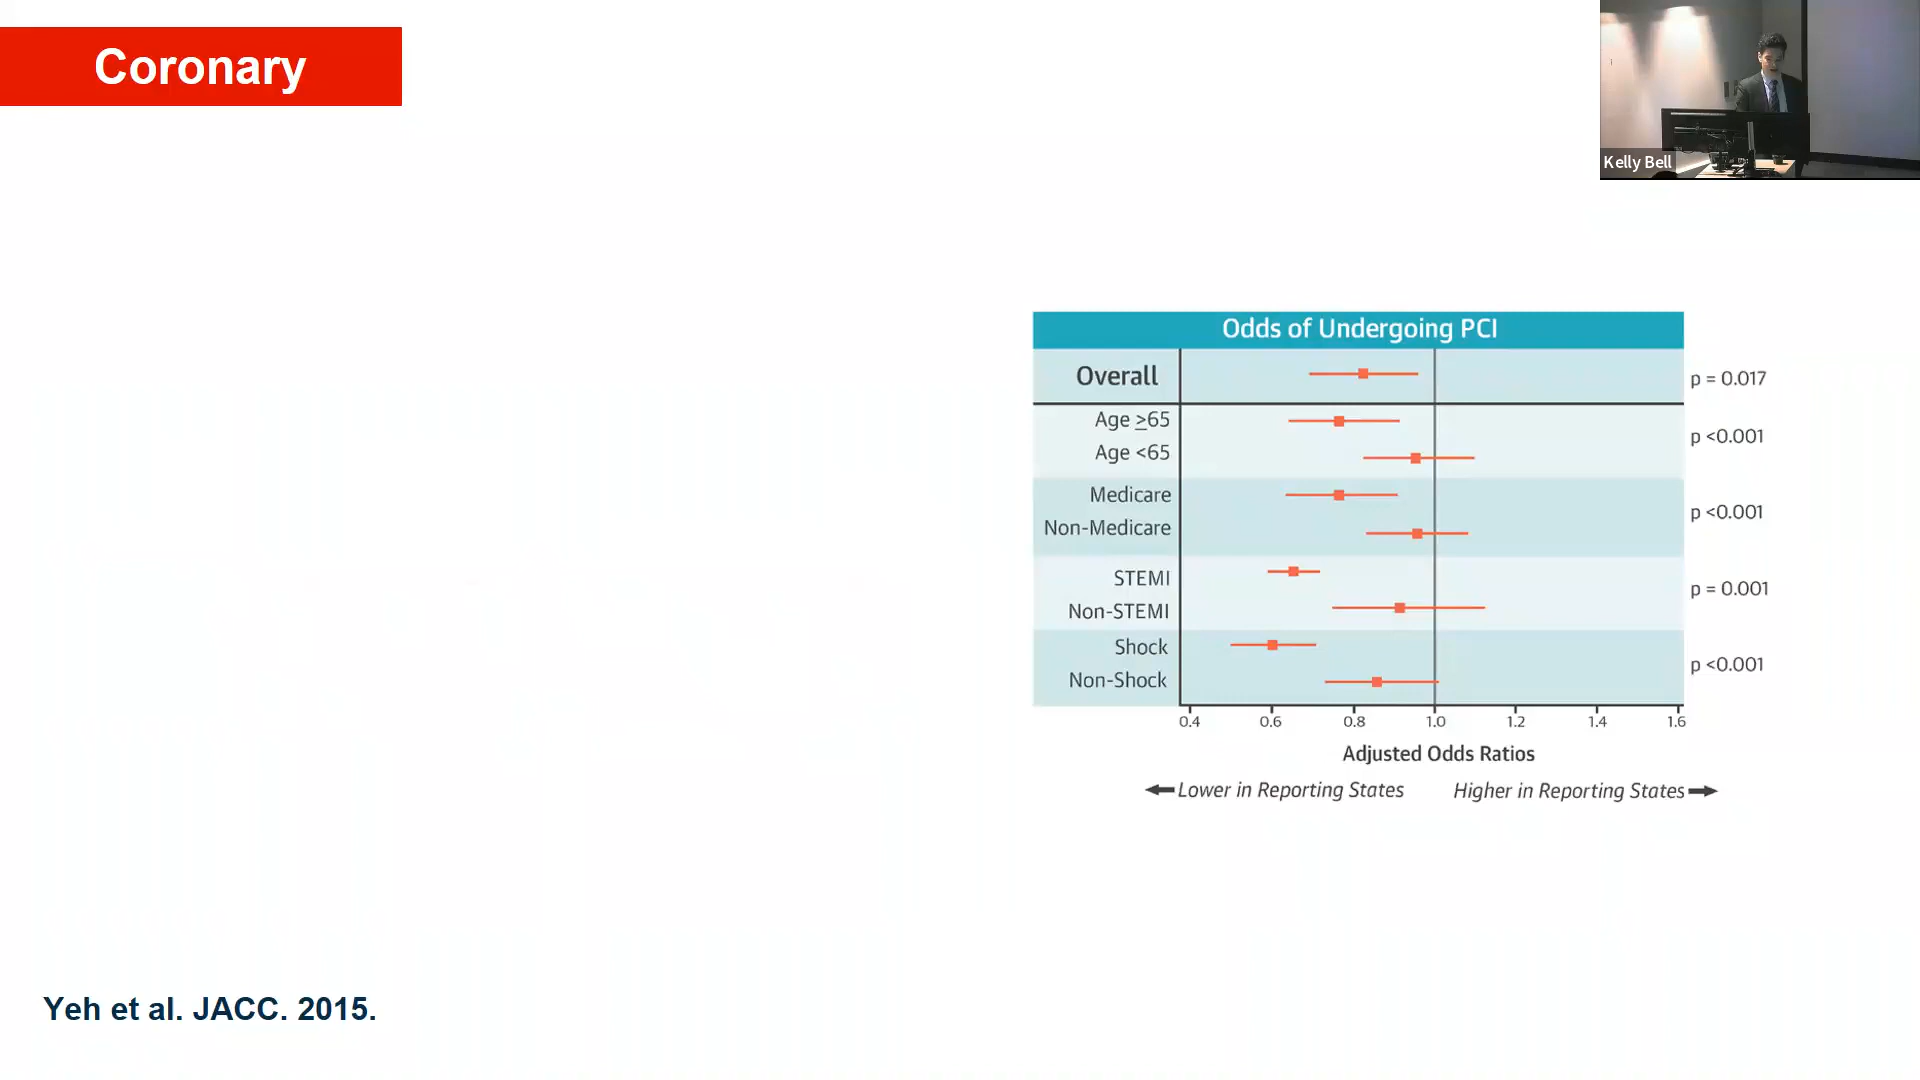 Coronary
Kelly Bell
Odds of Undergoing PCI
Overall
p = 0.017
Age ≥65
p <0.001
Age <65
Medicare
p <0.001
Non-Medicare
STEMI
p = 0.001
Non-STEMI
Shock
p <0.001
Non-Shock
0.4 0.6 0.8 1.0 1.2 1.4 1.6
Adjusted Odds Ratios
Lower in Reporting States Higher in Reporting States
Yeh et al. JACC. 2015.